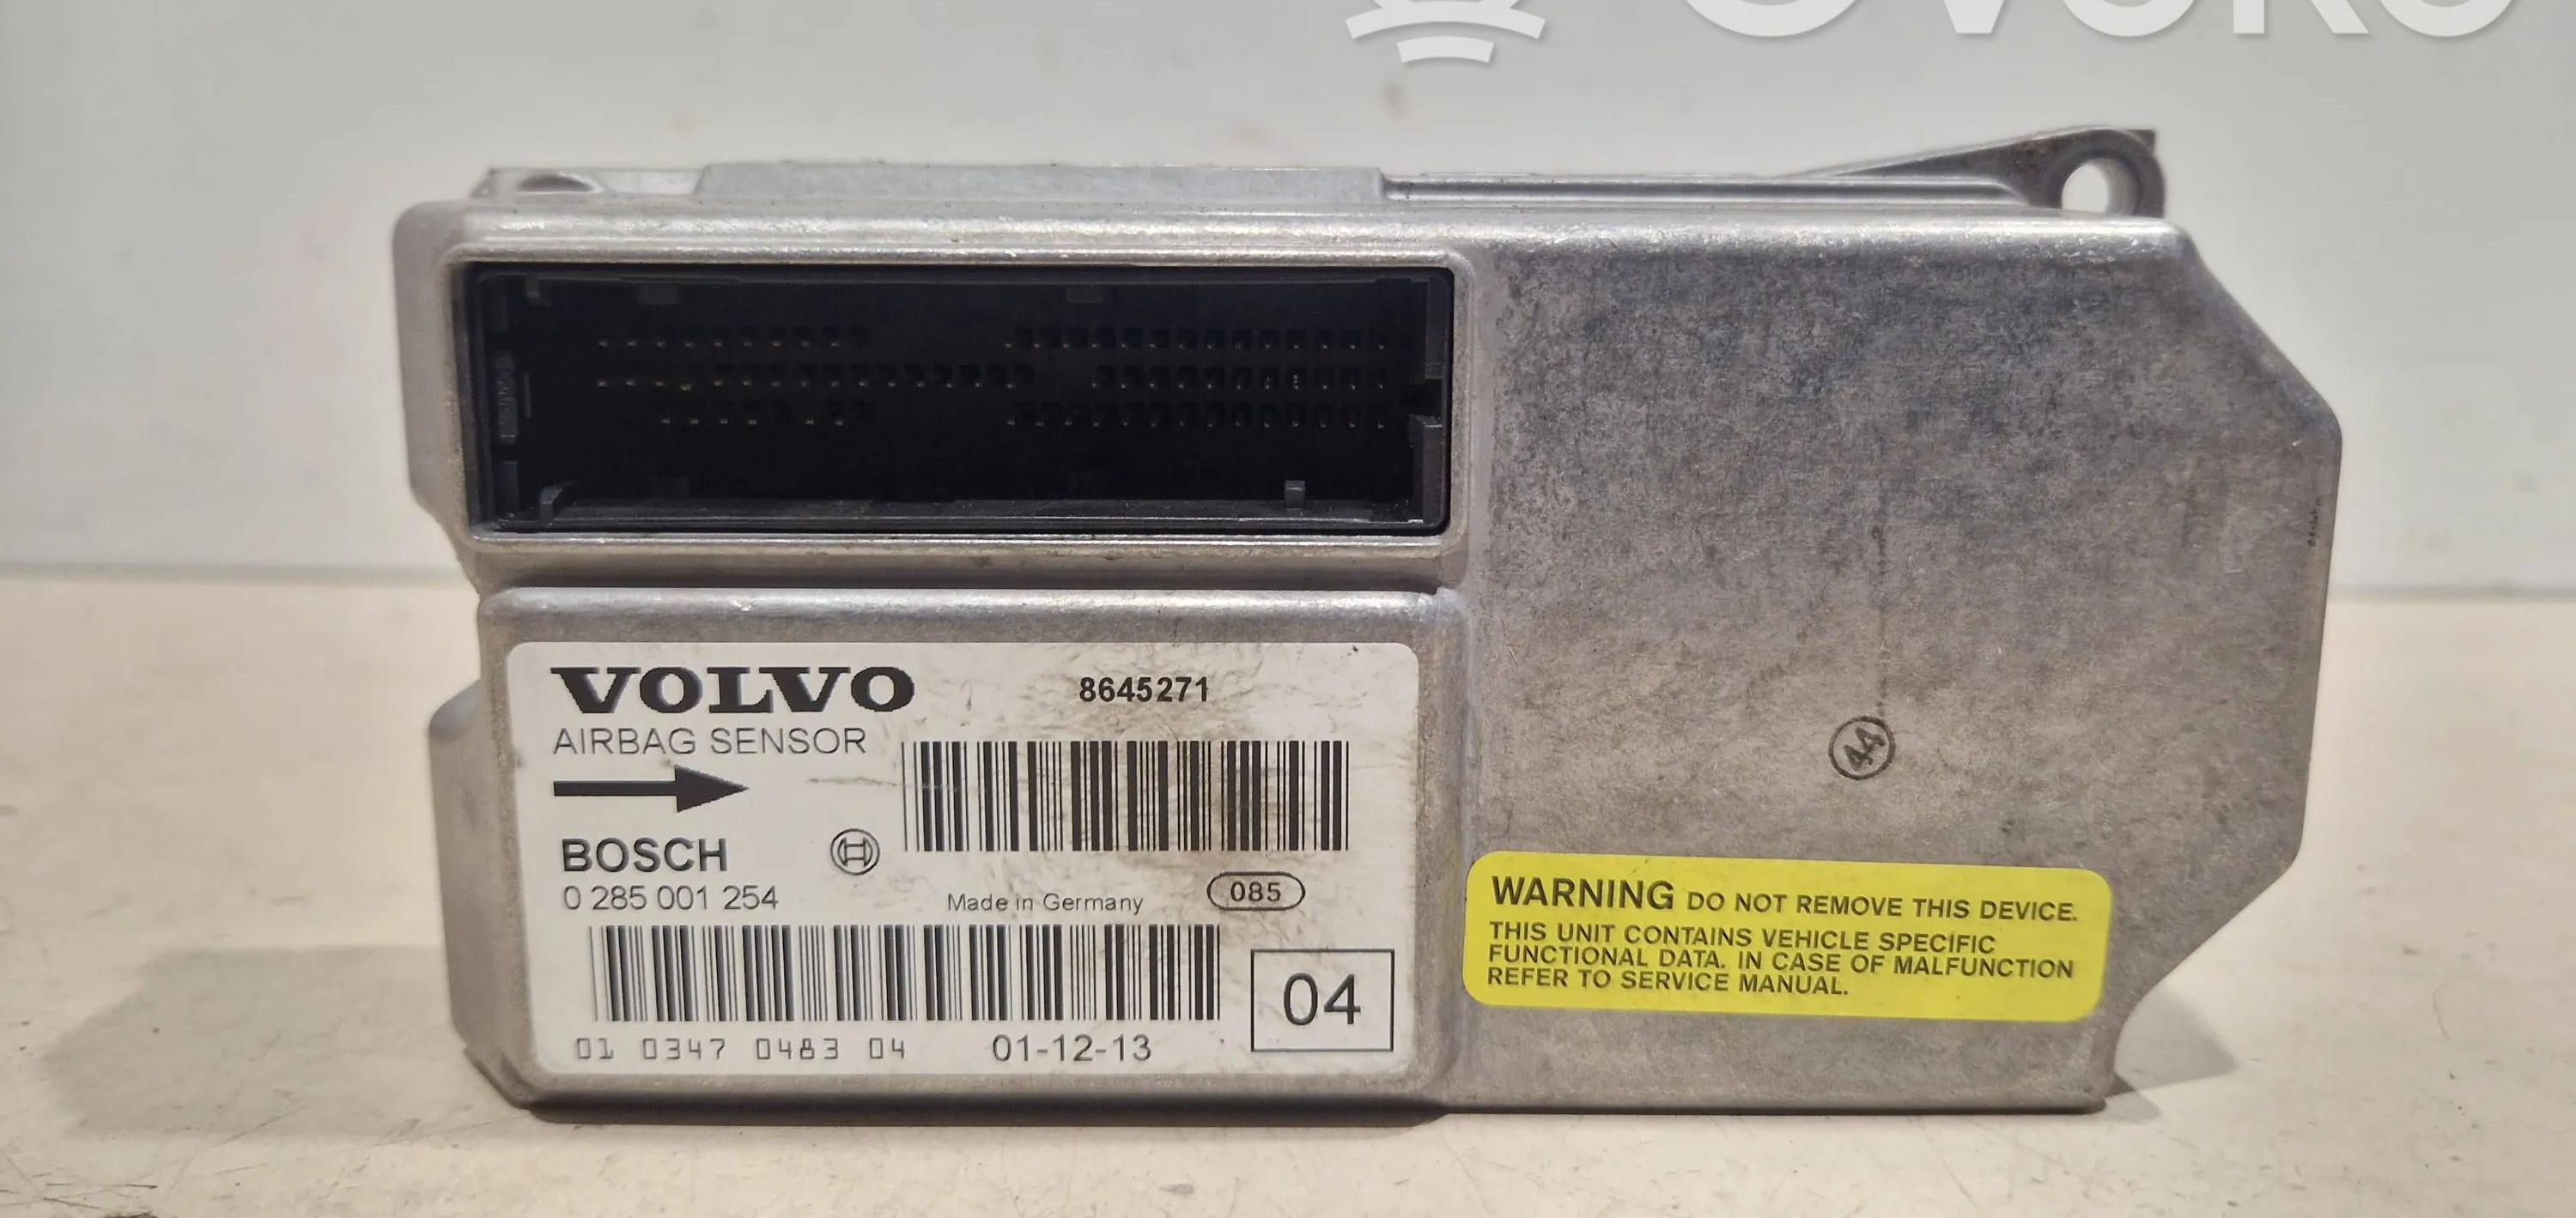 OVOKO
VOLVO
8645271
AIRBAG SENSOR
BOSCH
0 285 001 254
Made in Germany
085
01 0347 0483 04
01-12-13
04
44
WARNING DO NOT REMOVE THIS DEVICE.
THIS UNIT CONTAINS VEHICLE SPECIFIC
FUNCTIONAL DATA. IN CASE OF MALFUNCTION
REFER TO SERVICE MANUAL.